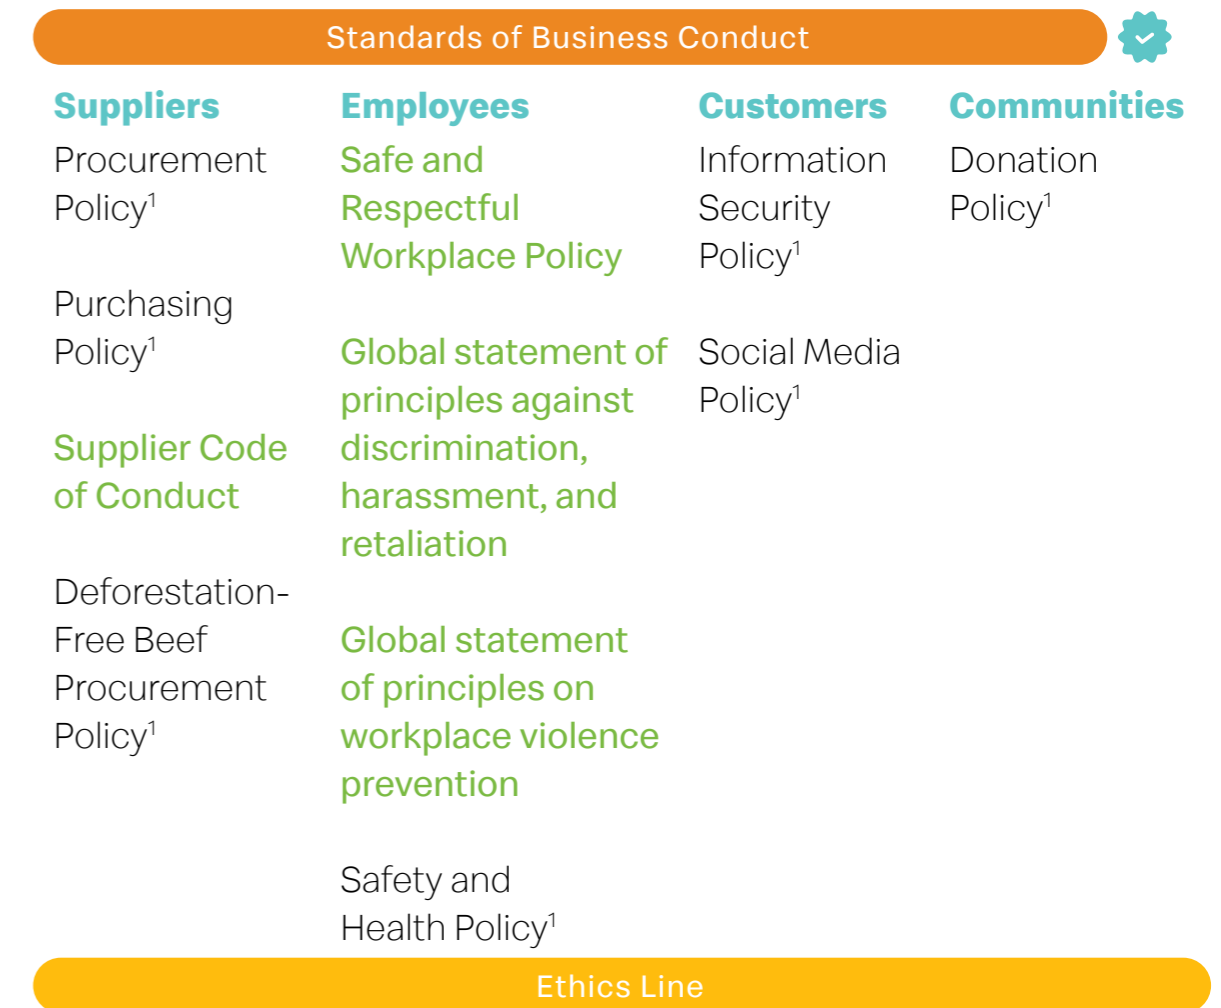 Standards of Business Conduct
Suppliers
Procurement
Policy¹
Purchasing
Policy¹
Supplier Code
of Conduct
Deforestation-
Free Beef
Procurement
Policy¹
Employees
Safe and
Respectful
Workplace Policy
Global statement of
principles against
discrimination,
harassment, and
retaliation
Global statement
of principles on
workplace violence
prevention
Safety and
Health Policy¹
Customers
Information
Security
Policy¹
Social Media
Policy¹
Communities
Donation
Policy¹
Ethics Line